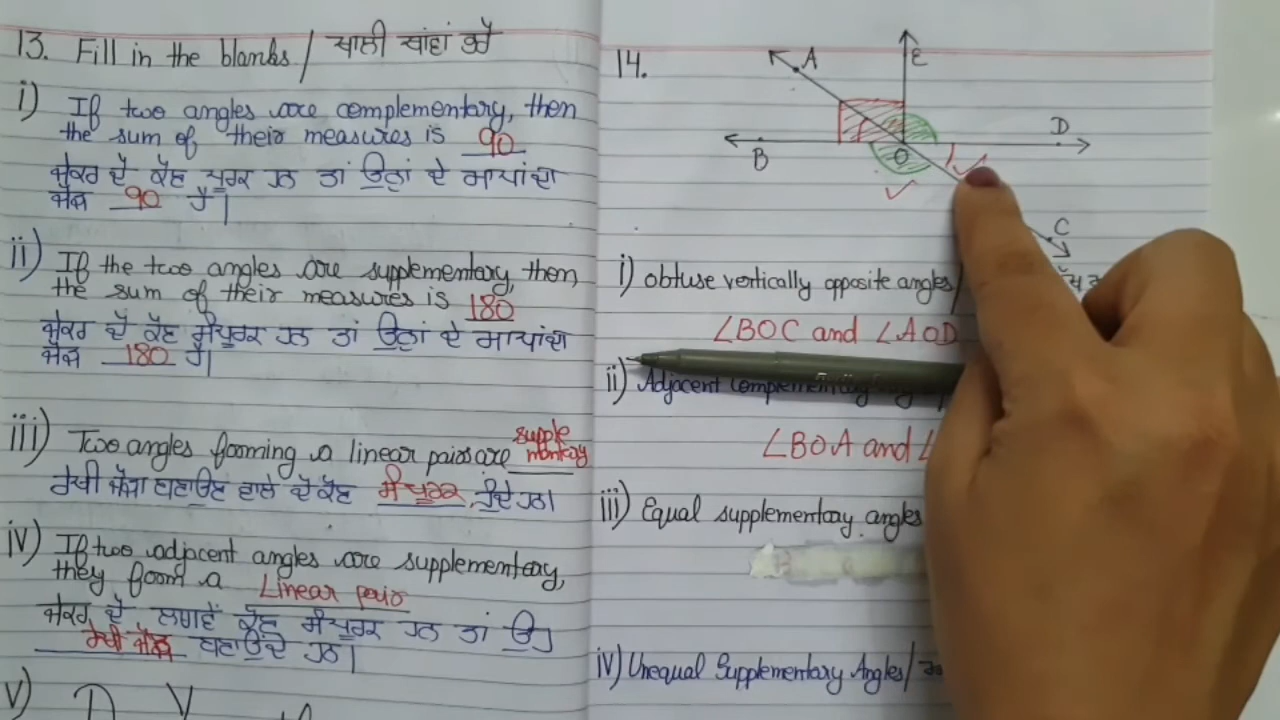 13. Fill in the blanks / ਖਾਲੀ ਥਾਂਵਾਂ ਭਰੋ
i) If two angles are complementary, then
the sum of their measures is 90
ਜੇਕਰ ਦੋ ਕੋਣ ਪੂਰਕ ਹਨ ਤਾਂ ਉਨ੍ਹਾਂ ਦੇ ਮਾਪਾਂ ਦਾ
ਜੋੜ 90 ਹੈ।
ii) If the two angles are supplementary, then
the sum of their measures is 180
ਜੇਕਰ ਦੋ ਕੋਣ ਸੰਪੂਰਕ ਹਨ ਤਾਂ ਉਨ੍ਹਾਂ ਦੇ ਮਾਪਾਂ ਦਾ
ਜੋੜ 180 ਹੈ।
iii) Two angles forming a linear pair are supplementary
ਰੇਖੀ ਜੋੜਾ ਬਣਾਉਣ ਵਾਲੇ ਦੋ ਕੋਣ ਸੰਪੂਰਕ ਹੁੰਦੇ ਹਨ।
iv) If two adjacent angles are supplementary,
they form a Linear pair
ਜੇਕਰ ਦੋ ਲਾਗਵੇਂ ਕੋਣ ਸੰਪੂਰਕ ਹਨ ਤਾਂ ਉਹ
ਰੇਖੀ ਜੋੜਾ ਬਣਾਉਂਦੇ ਹਨ।
v)
14.
A
E
B
O
D
C
i) obtuse vertically opposite angles /
∠BOC and ∠AOD
ii) Adjacent complementary
∠BOA and ∠
iii) Equal supplementary angles
iv) Unequal Supplementary Angles /